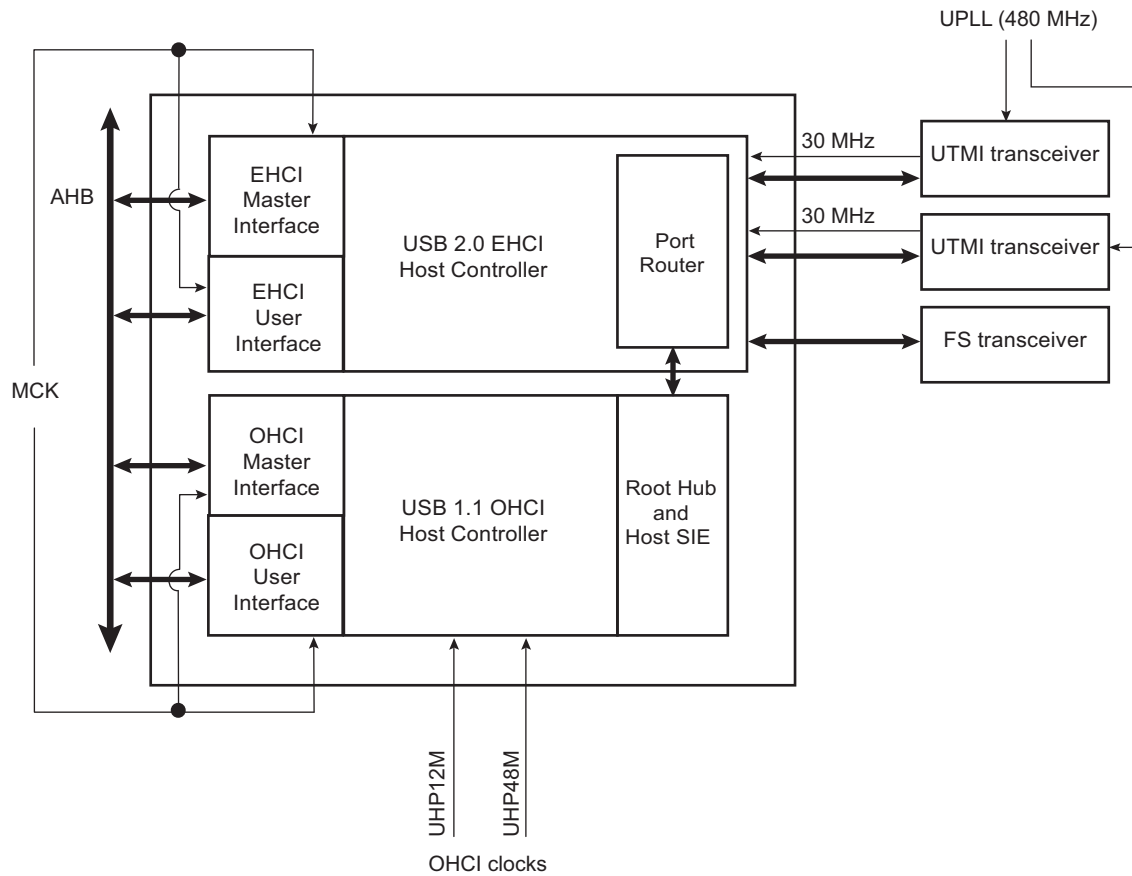 UPLL (480 MHz)
30 MHz
UTMI transceiver
AHB
EHCI
Master
Interface
USB 2.0 EHCI
Host Controller
Port
Router
30 MHz
UTMI transceiver
EHCI
User
Interface
FS transceiver
MCK
OHCI
Master
Interface
USB 1.1 OHCI
Host Controller
Root Hub
and
Host SIE
OHCI
User
Interface
UHP12M
UHP48M
OHCI clocks